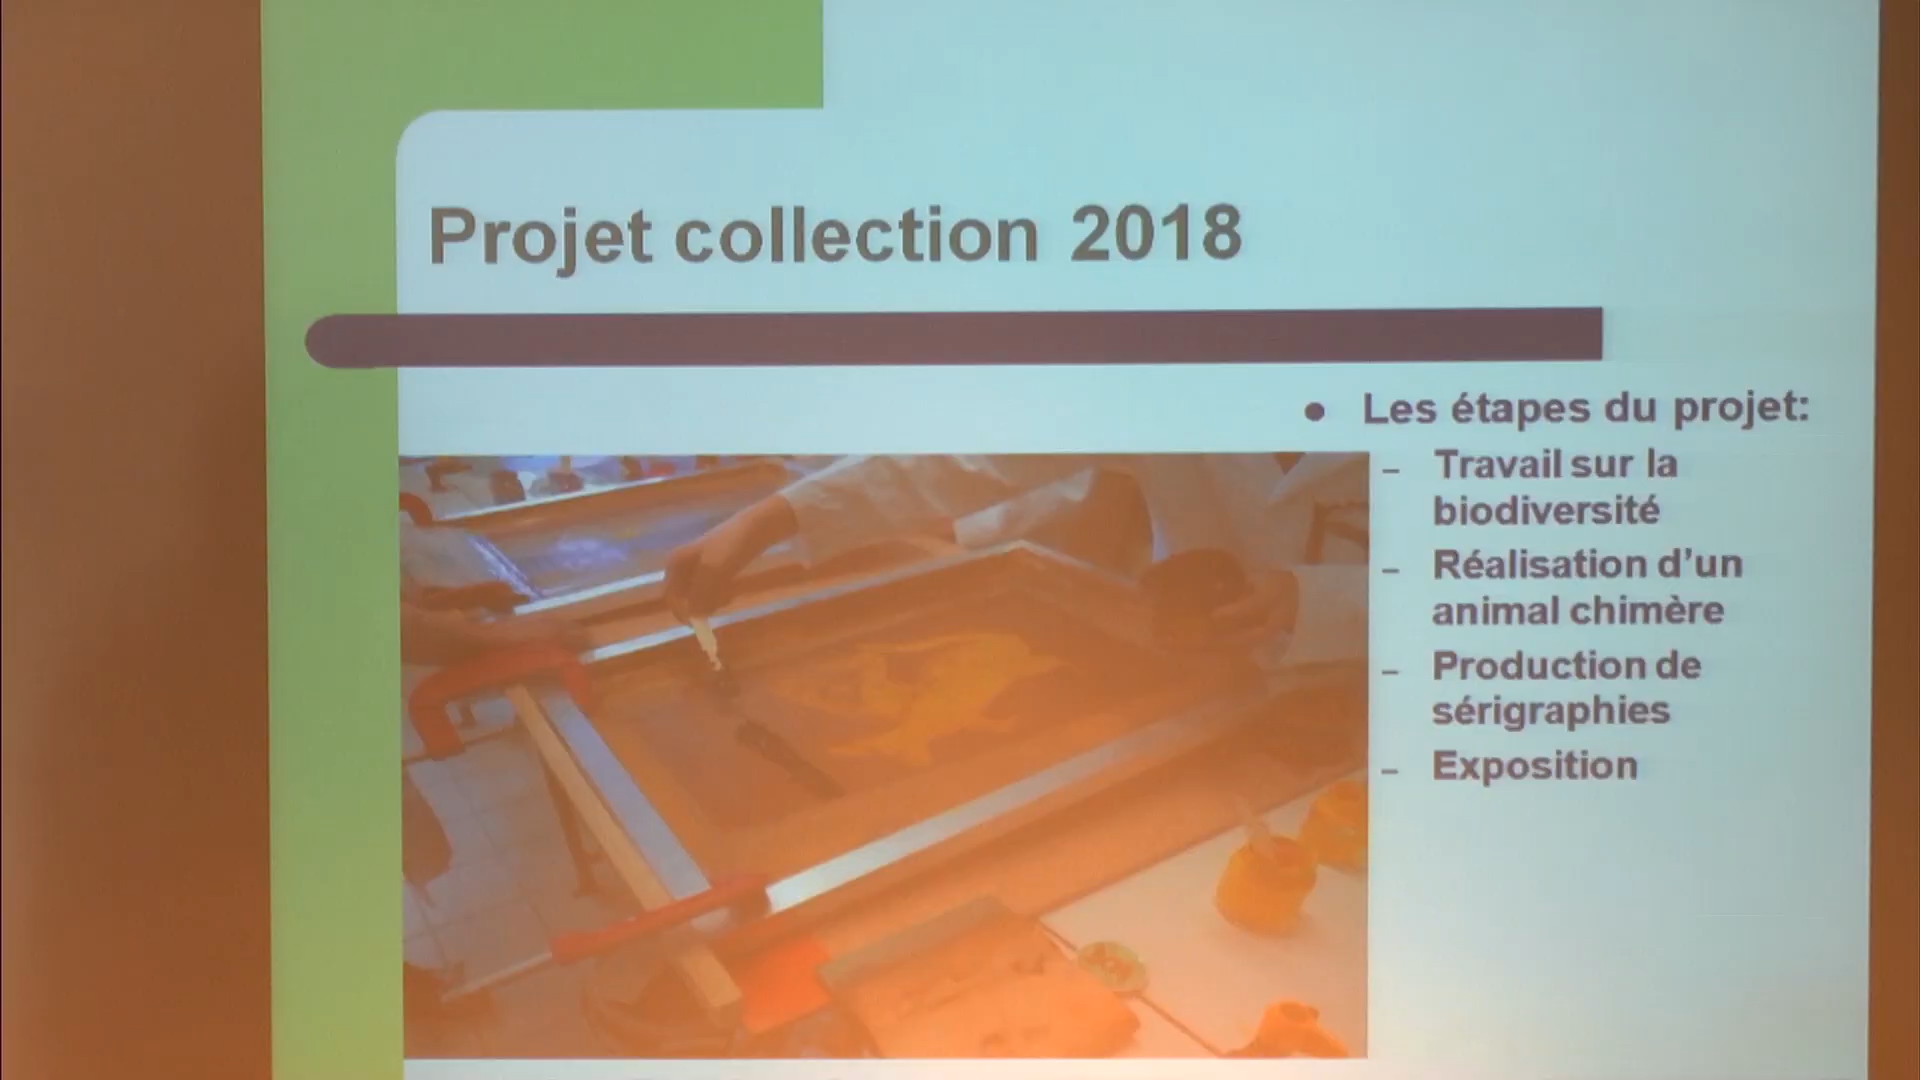 Projet collection 2018
● Les étapes du projet:
– Travail sur la
biodiversité
– Réalisation d’un
animal chimère
– Production de
sérigraphies
– Exposition